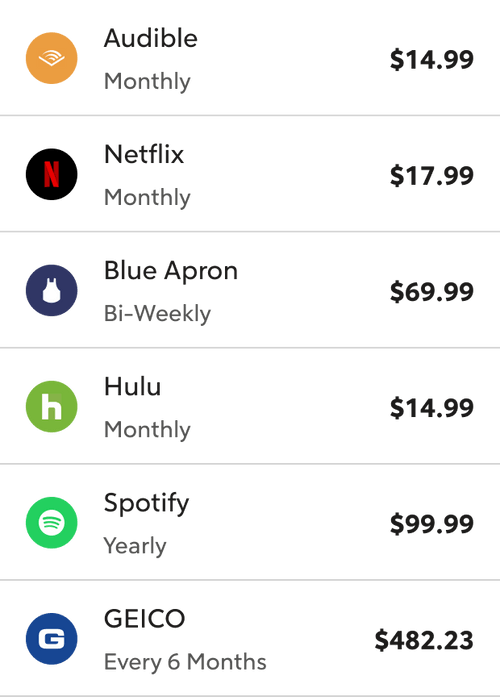 Audible
Monthly
$14.99
N
Netflix
Monthly
$17.99
Blue Apron
Bi-Weekly
$69.99
h
Hulu
Monthly
$14.99
Spotify
Yearly
$99.99
G
GEICO
Every 6 Months
$482.23